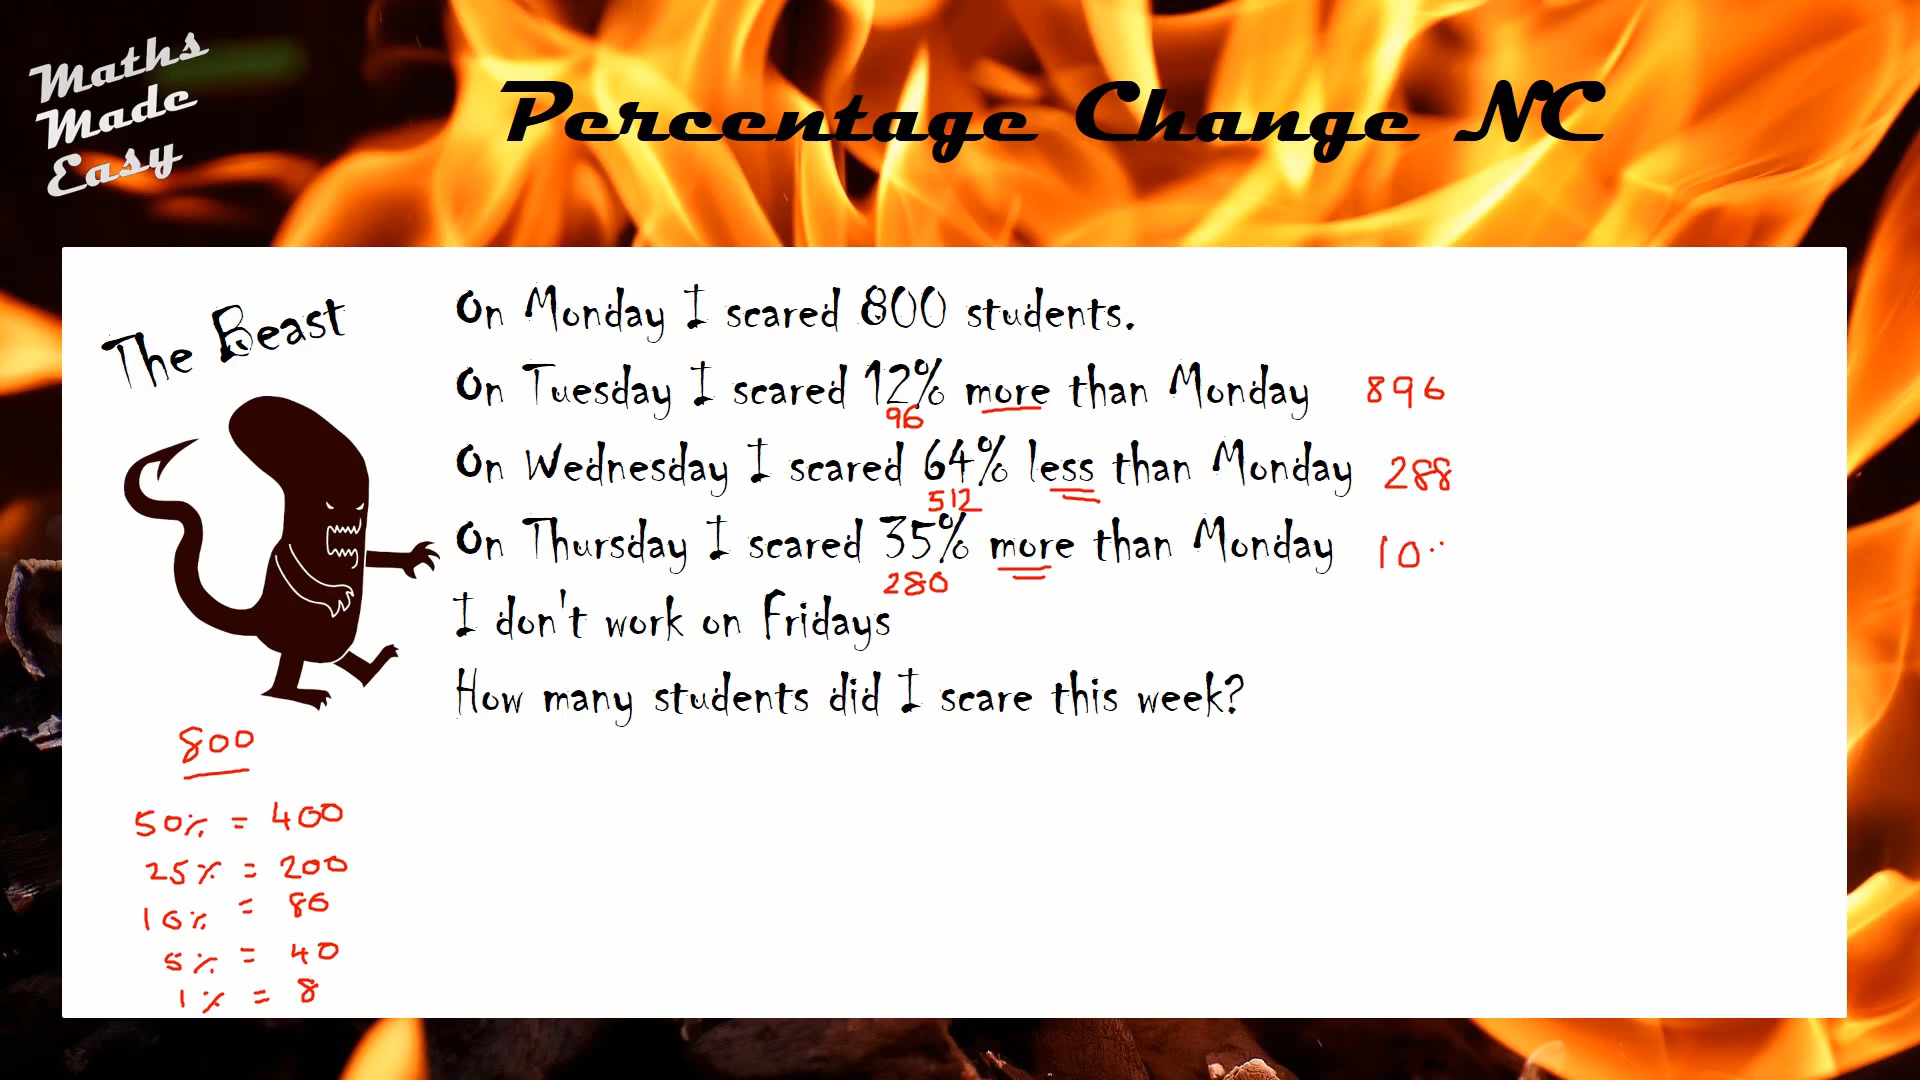 Maths
Made
Easy
Percentage Change NC
The Beast
On Monday I scared 800 students.
On Tuesday I scared 12% more than Monday 896
96
On Wednesday I scared 64% less than Monday 288
512
On Thursday I scared 35% more than Monday 10
280
I don't work on Fridays
How many students did I scare this week?
800
50% = 400
25% = 200
10% = 80
5% = 40
1% = 8